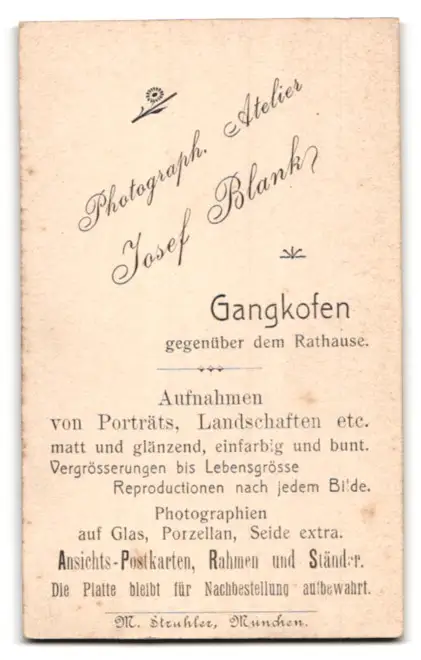 Photograph. Atelier
Josef Blank
Gangkofen
gegenüber dem Rathause.
Aufnahmen
von Porträts, Landschaften etc.
matt und glänzend, einfarbig und bunt.
Vergrösserungen bis Lebensgrösse
Reproductionen nach jedem Bilde.
Photographien
auf Glas, Porzellan, Seide extra.
Ansichts-Postkarten, Rahmen und Ständer.
Die Platte bleibt für Nachbestellung aufbewahrt.
M. Struhler, München.